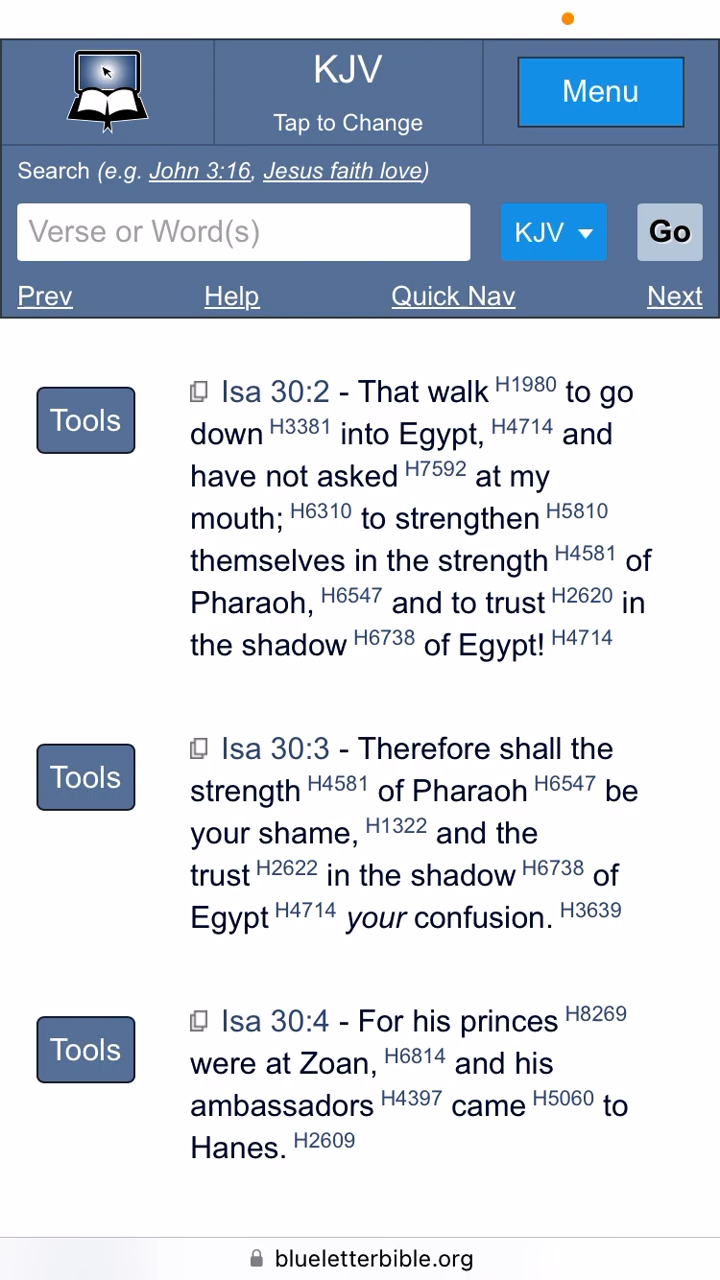 KJV
Tap to Change
Menu
Search (e.g. John 3:16, Jesus faith love)
Verse or Word(s)
KJV
Go
Prev Help Quick Nav Next
Tools
Isa 30:2 - That walk H1980 to go
down H3381 into Egypt, H4714 and
have not asked H7592 at my
mouth; H6310 to strengthen H5810
themselves in the strength H4581 of
Pharaoh, H6547 and to trust H2620 in
the shadow H6738 of Egypt! H4714
Tools
Isa 30:3 - Therefore shall the
strength H4581 of Pharaoh H6547 be
your shame, H1322 and the
trust H2622 in the shadow H6738 of
Egypt H4714 your confusion. H3639
Tools
Isa 30:4 - For his princes H8269
were at Zoan, H6814 and his
ambassadors H4397 came H5060 to
Hanes. H2609
blueletterbible.org